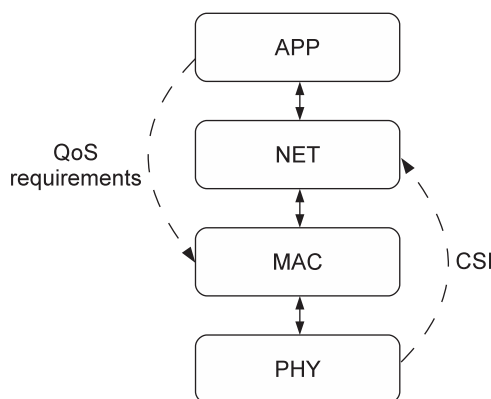 APP
NET
QoS
requirements
MAC
CSI
PHY